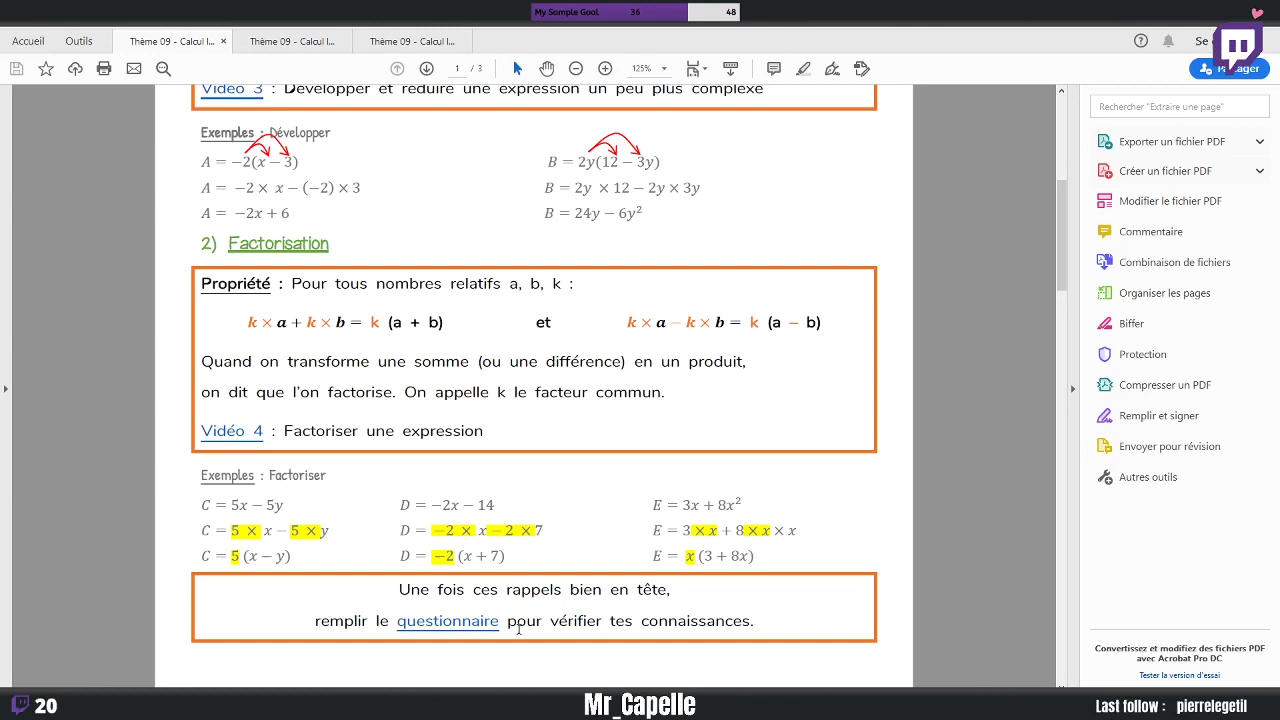 My Sample Goal 36 48
Accueil Outils Thème 09 - Calcul l... × Thème 09 - Calcul l... Thème 09 - Calcul l... Se
1 / 3 125% Partager
Vidéo 3 : Développer et réduire une expression un peu plus complexe
Exemples : Développer
A = −2(x − 3) B = 2y(12 − 3y)
A = −2 × x − (−2) × 3 B = 2y × 12 − 2y × 3y
A = −2x + 6 B = 24y − 6y²
2) Factorisation
Propriété : Pour tous nombres relatifs a, b, k :
k × a + k × b = k (a + b) et k × a − k × b = k (a − b)
Quand on transforme une somme (ou une différence) en un produit,
on dit que l'on factorise. On appelle k le facteur commun.
Vidéo 4 : Factoriser une expression
Exemples : Factoriser
C = 5x − 5y D = −2x − 14 E = 3x + 8x²
C = 5 × x − 5 × y D = −2 × x − 2 × 7 E = 3 × x + 8 × x × x
C = 5 (x − y) D = −2 (x + 7) E = x (3 + 8x)
Une fois ces rappels bien en tête,
remplir le questionnaire pour vérifier tes connaissances.
Rechercher "Extraire une page"
Exporter un fichier PDF
Créer un fichier PDF
Modifier le fichier PDF
Commentaire
Combinaison de fichiers
Organiser les pages
Biffer
Protection
Compresser un PDF
Remplir et signer
Envoyer pour révision
Autres outils
Convertissez et modifiez des fichiers PDF
avec Acrobat Pro DC
Tester la version d'essai
20 Mr_Capelle Last follow : pierrelegetil